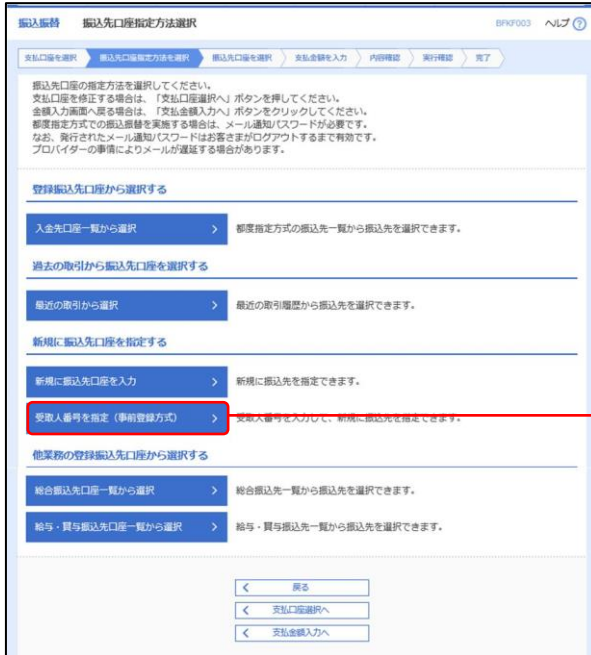 振込振替 振込先口座指定方法選択 BFKF003 ヘルプ ?
支払口座を選択 振込先口座指定方法を選択 振込先口座を選択 支払金額を入力 内容確認 実行確認 完了
振込先口座の指定方法を選択してください。
支払口座を修正する場合は、「支払口座選択へ」ボタンを押してください。
金額入力画面へ戻る場合は、「支払金額入力へ」ボタンをクリックしてください。
都度指定方式での振込振替を実施する場合は、メール通知パスワードが必要です。
なお、発行されたメール通知パスワードはお客さまがログアウトするまで有効です。
プロバイダーの事情によりメールが遅延する場合があります。
登録振込先口座から選択する
入金先口座一覧から選択 都度指定方式の振込先一覧から振込先を選択できます。
過去の取引から振込先口座を選択する
最近の取引から選択 最近の取引履歴から振込先を選択できます。
新規に振込先口座を指定する
新規に振込先口座を入力 新規に振込先を指定できます。
受取人番号を指定（事前登録方式） 受取人番号を入力して、新規に振込先を指定できます。
他業務の登録振込先口座から選択する
総合振込先口座一覧から選択 総合振込先一覧から振込先を選択できます。
給与・賞与振込先口座一覧から選択 給与・賞与振込先一覧から振込先を選択できます。
戻る
支払口座選択へ
支払金額入力へ